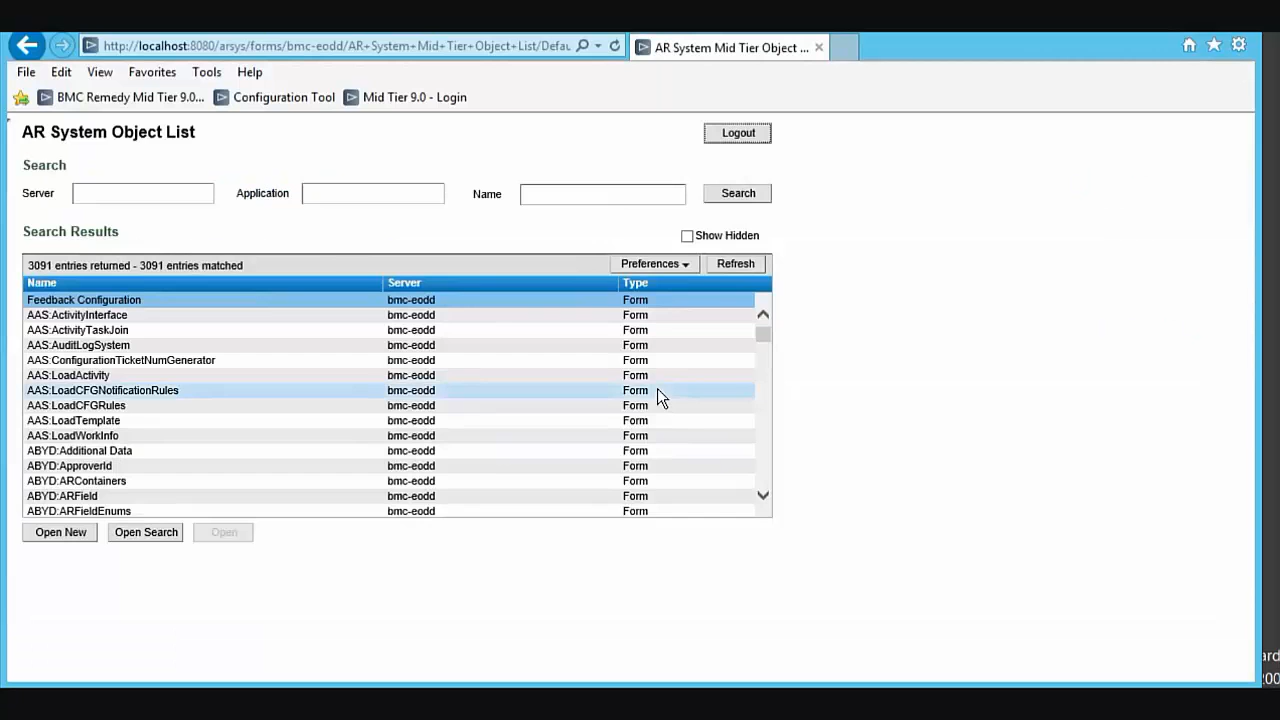 http://localhost:8080/arsys/forms/bmc-eodd/AR+System+Mid+Tier+Object+List/Defau
AR System Mid Tier Object ...
File Edit View Favorites Tools Help
BMC Remedy Mid Tier 9.0... Configuration Tool Mid Tier 9.0 - Login
AR System Object List Logout
Search
Server Application Name Search
Search Results
Show Hidden
3091 entries returned - 3091 entries matched Preferences Refresh
Name Server Type
Feedback Configuration bmc-eodd Form
AAS:ActivityInterface bmc-eodd Form
AAS:ActivityTaskJoin bmc-eodd Form
AAS:AuditLogSystem bmc-eodd Form
AAS:ConfigurationTicketNumGenerator bmc-eodd Form
AAS:LoadActivity bmc-eodd Form
AAS:LoadCFGNotificationRules bmc-eodd Form
AAS:LoadCFGRules bmc-eodd Form
AAS:LoadTemplate bmc-eodd Form
AAS:LoadWorkInfo bmc-eodd Form
ABYD:Additional Data bmc-eodd Form
ABYD:ApproverId bmc-eodd Form
ABYD:ARContainers bmc-eodd Form
ABYD:ARField bmc-eodd Form
ABYD:ARFieldEnums bmc-eodd Form
Open New Open Search Open